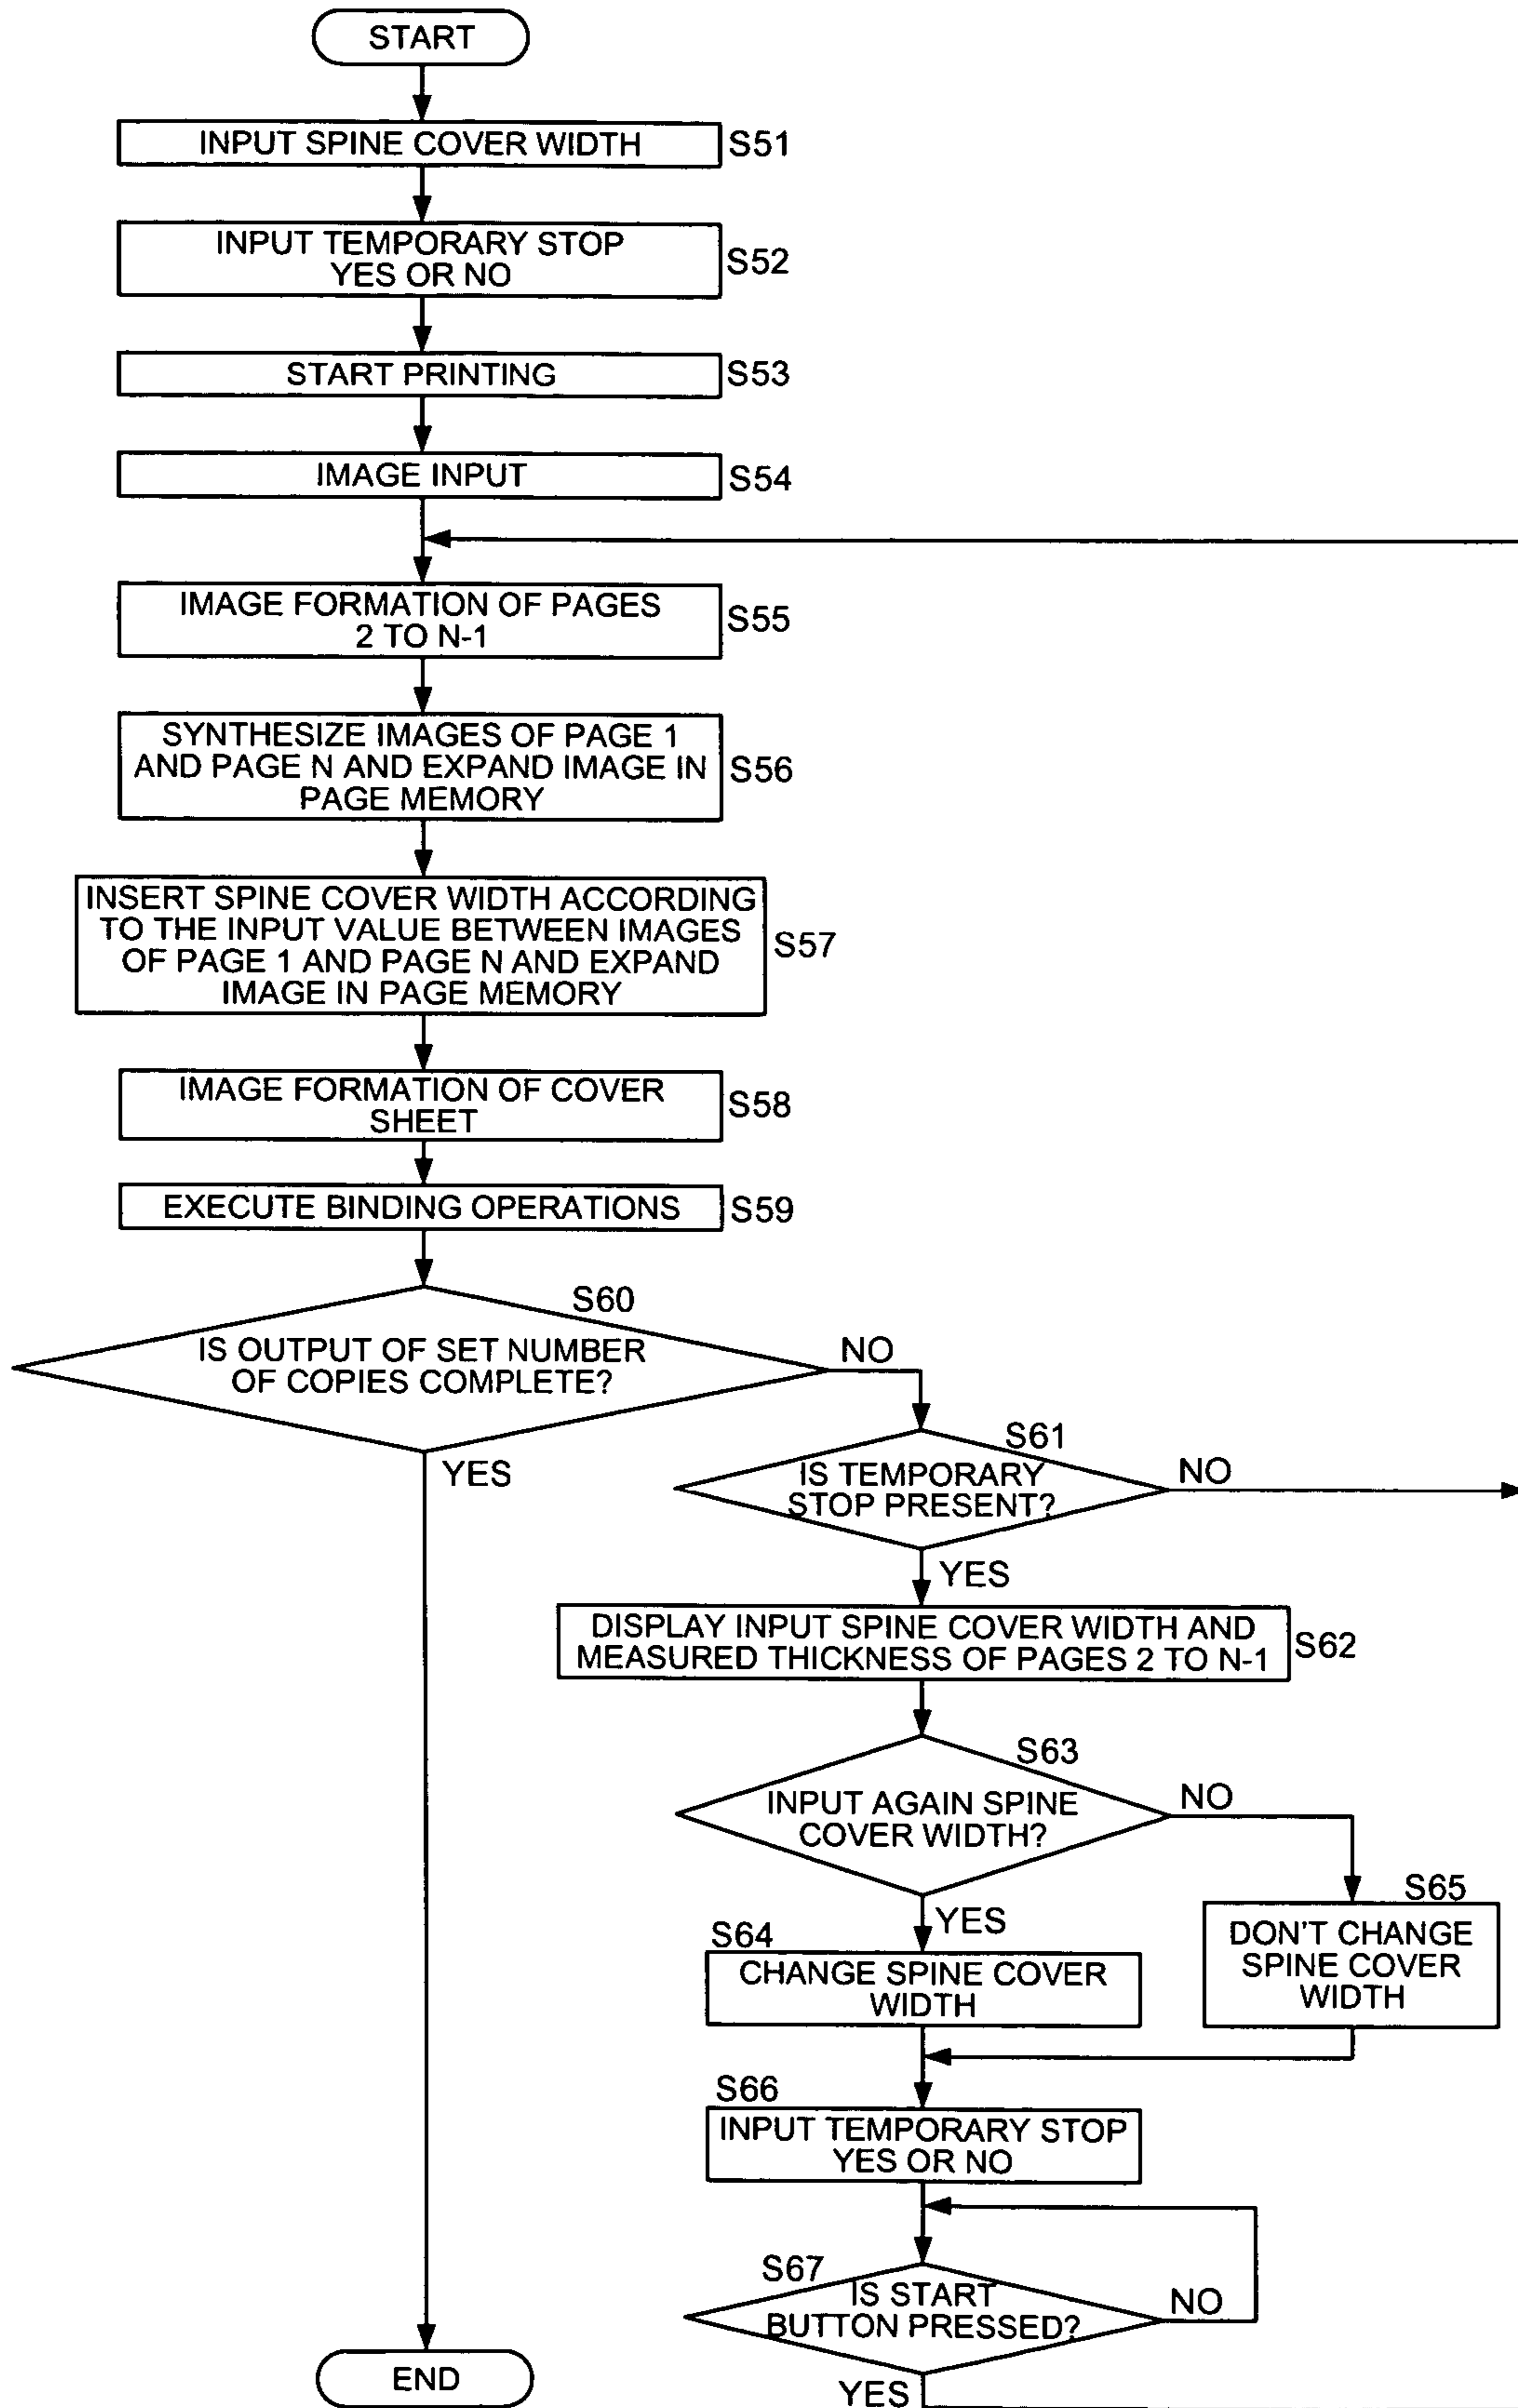 START
INPUT SPINE COVER WIDTH
S51
INPUT TEMPORARY STOP
YES OR NO
S52
START PRINTING
S53
IMAGE INPUT
S54
IMAGE FORMATION OF PAGES
2 TO N-1
S55
SYNTHESIZE IMAGES OF PAGE 1
AND PAGE N AND EXPAND IMAGE IN
PAGE MEMORY
S56
INSERT SPINE COVER WIDTH ACCORDING
TO THE INPUT VALUE BETWEEN IMAGES
OF PAGE 1 AND PAGE N AND EXPAND
IMAGE IN PAGE MEMORY
S57
IMAGE FORMATION OF COVER
SHEET
S58
EXECUTE BINDING OPERATIONS
S59
S60
IS OUTPUT OF SET NUMBER
OF COPIES COMPLETE?
NO
YES
S61
IS TEMPORARY
STOP PRESENT?
NO
YES
DISPLAY INPUT SPINE COVER WIDTH AND
MEASURED THICKNESS OF PAGES 2 TO N-1
S62
S63
INPUT AGAIN SPINE
COVER WIDTH?
NO
YES
S64
CHANGE SPINE COVER
WIDTH
S65
DON'T CHANGE
SPINE COVER
WIDTH
S66
INPUT TEMPORARY STOP
YES OR NO
S67
IS START
BUTTON PRESSED?
NO
YES
END